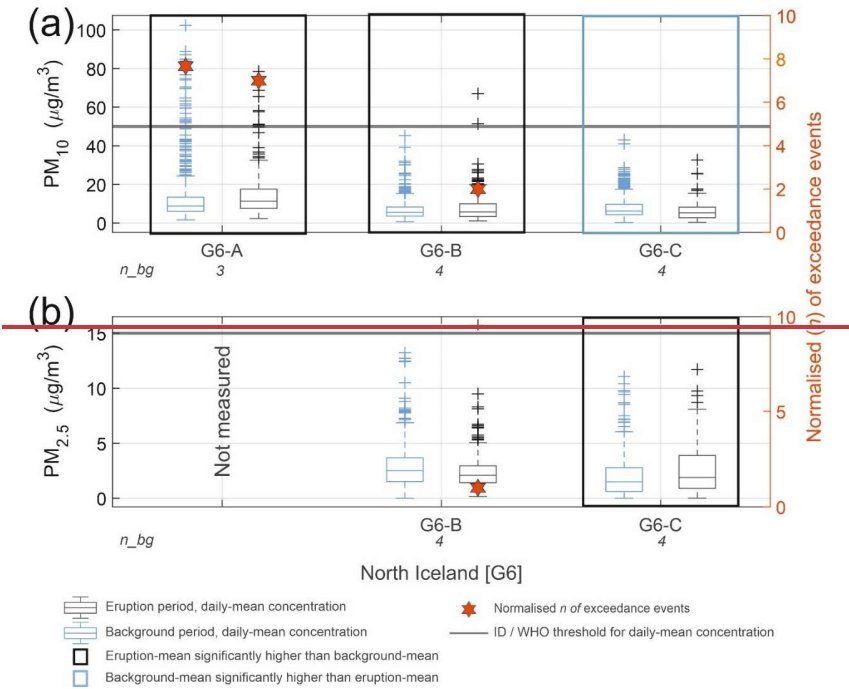 (a)
100
80
60
40
20
0
PM10 (μg/m³)
10
8
6
4
2
0
G6-A G6-B G6-C
n_bg 3 4 4
Normalised (n) of exceedance events
(b)
15
10
5
0
PM2.5 (μg/m³)
Not measured
10
5
0
G6-B G6-C
n_bg 4 4
North Iceland [G6]
Eruption period, daily-mean concentration
Background period, daily-mean concentration
Eruption-mean significantly higher than background-mean
Background-mean significantly higher than eruption-mean
Normalised n of exceedance events
ID / WHO threshold for daily-mean concentration